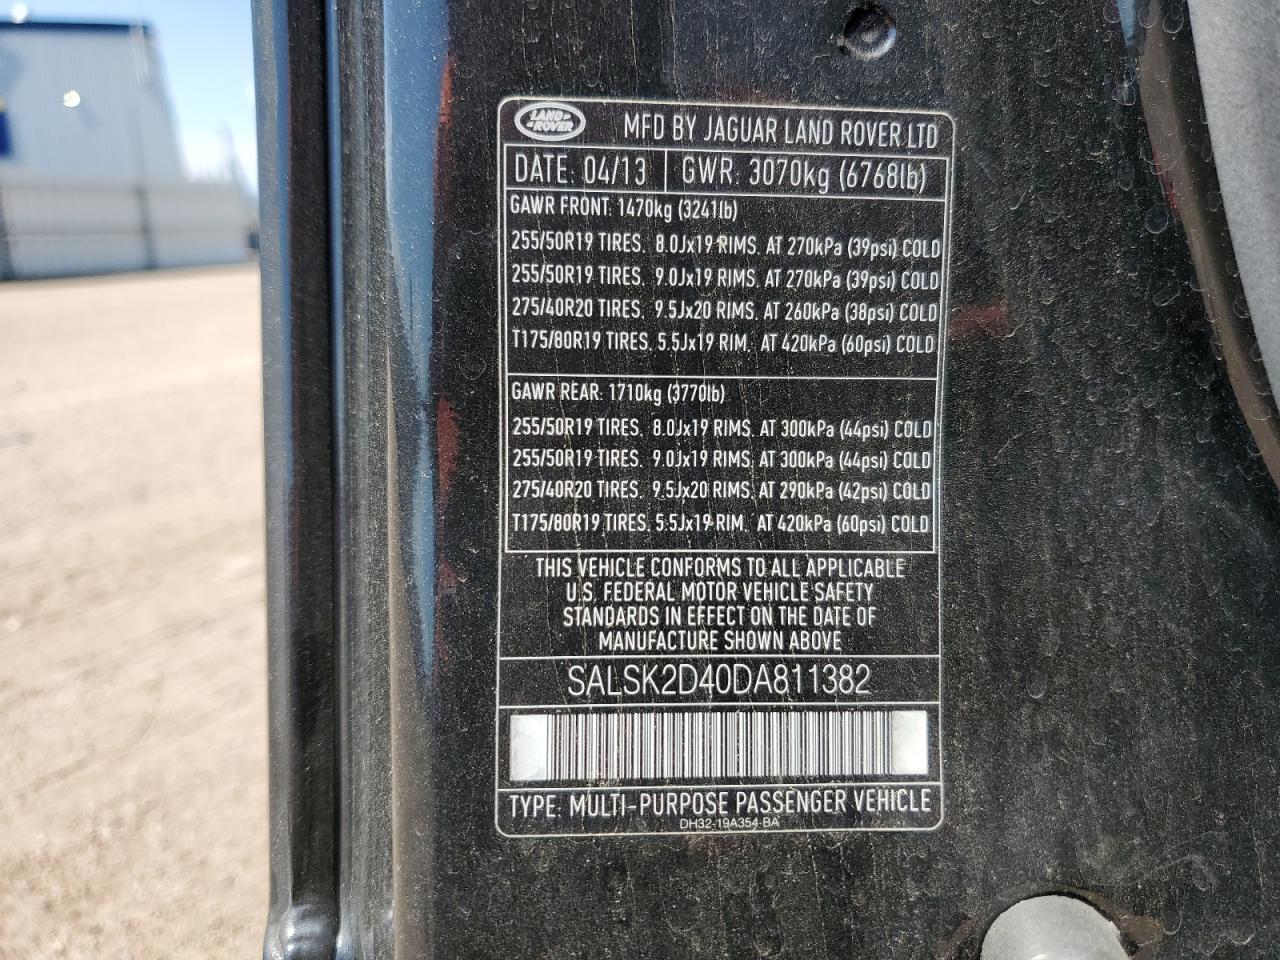 LAND
ROVER
MFD BY JAGUAR LAND ROVER LTD
DATE: 04/13 GWR: 3070kg (6768lb)
GAWR FRONT: 1470kg (3241lb)
255/50R19 TIRES. 8.0Jx19 RIMS. AT 270kPa (39psi) COLD
255/50R19 TIRES. 9.0Jx19 RIMS. AT 270kPa (39psi) COLD
275/40R20 TIRES. 9.5Jx20 RIMS. AT 260kPa (38psi) COLD
T175/80R19 TIRES. 5.5Jx19 RIM. AT 420kPa (60psi) COLD
GAWR REAR: 1710kg (3770lb)
255/50R19 TIRES. 8.0Jx19 RIMS. AT 300kPa (44psi) COLD
255/50R19 TIRES. 9.0Jx19 RIMS. AT 300kPa (44psi) COLD
275/40R20 TIRES. 9.5Jx20 RIMS. AT 290kPa (42psi) COLD
T175/80R19 TIRES. 5.5Jx19 RIM. AT 420kPa (60psi) COLD
THIS VEHICLE CONFORMS TO ALL APPLICABLE
U.S. FEDERAL MOTOR VEHICLE SAFETY
STANDARDS IN EFFECT ON THE DATE OF
MANUFACTURE SHOWN ABOVE
SALSK2D40DA811382
TYPE: MULTI-PURPOSE PASSENGER VEHICLE
DH32-19A354-BA